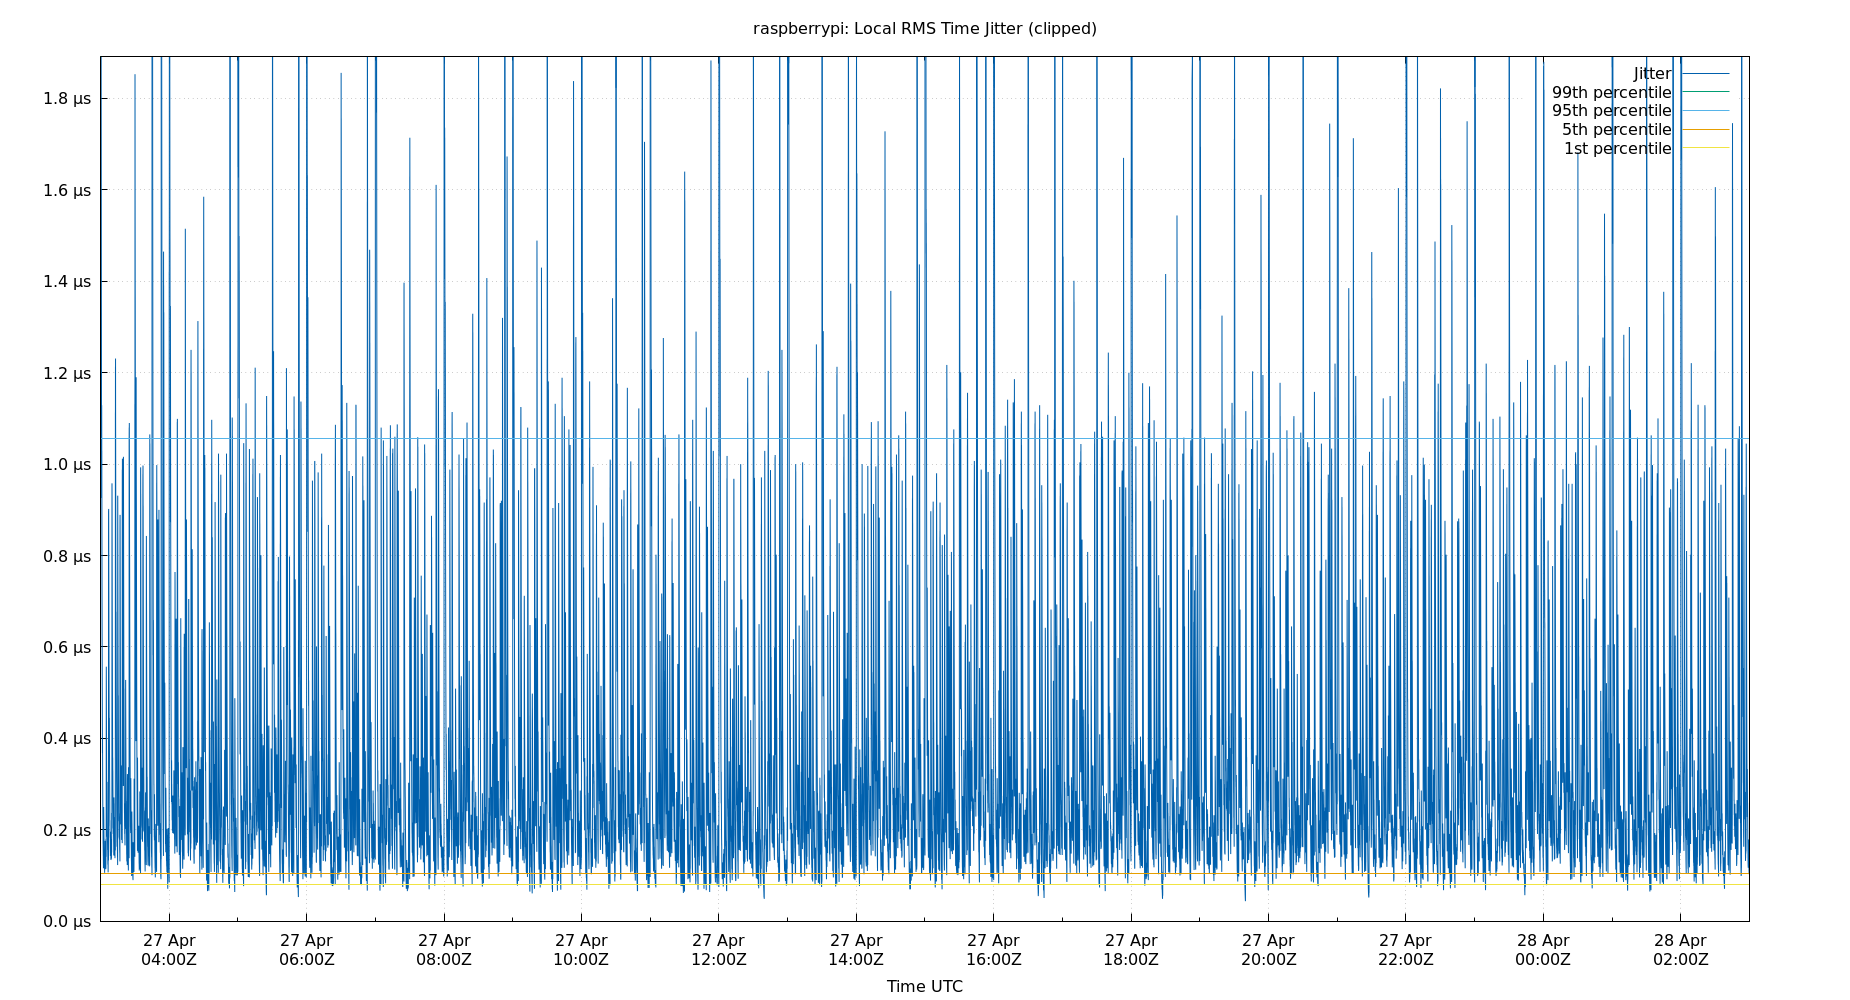 raspberrypi: Local RMS Time Jitter (clipped)
Jitter
99th percentile
95th percentile
5th percentile
1st percentile
1.8 µs
1.6 µs
1.4 µs
1.2 µs
1.0 µs
0.8 µs
0.6 µs
0.4 µs
0.2 µs
0.0 µs
27 Apr 27 Apr 27 Apr 27 Apr 27 Apr 27 Apr 27 Apr 27 Apr 27 Apr 27 Apr 28 Apr 28 Apr
04:00Z 06:00Z 08:00Z 10:00Z 12:00Z 14:00Z 16:00Z 18:00Z 20:00Z 22:00Z 00:00Z 02:00Z
Time UTC